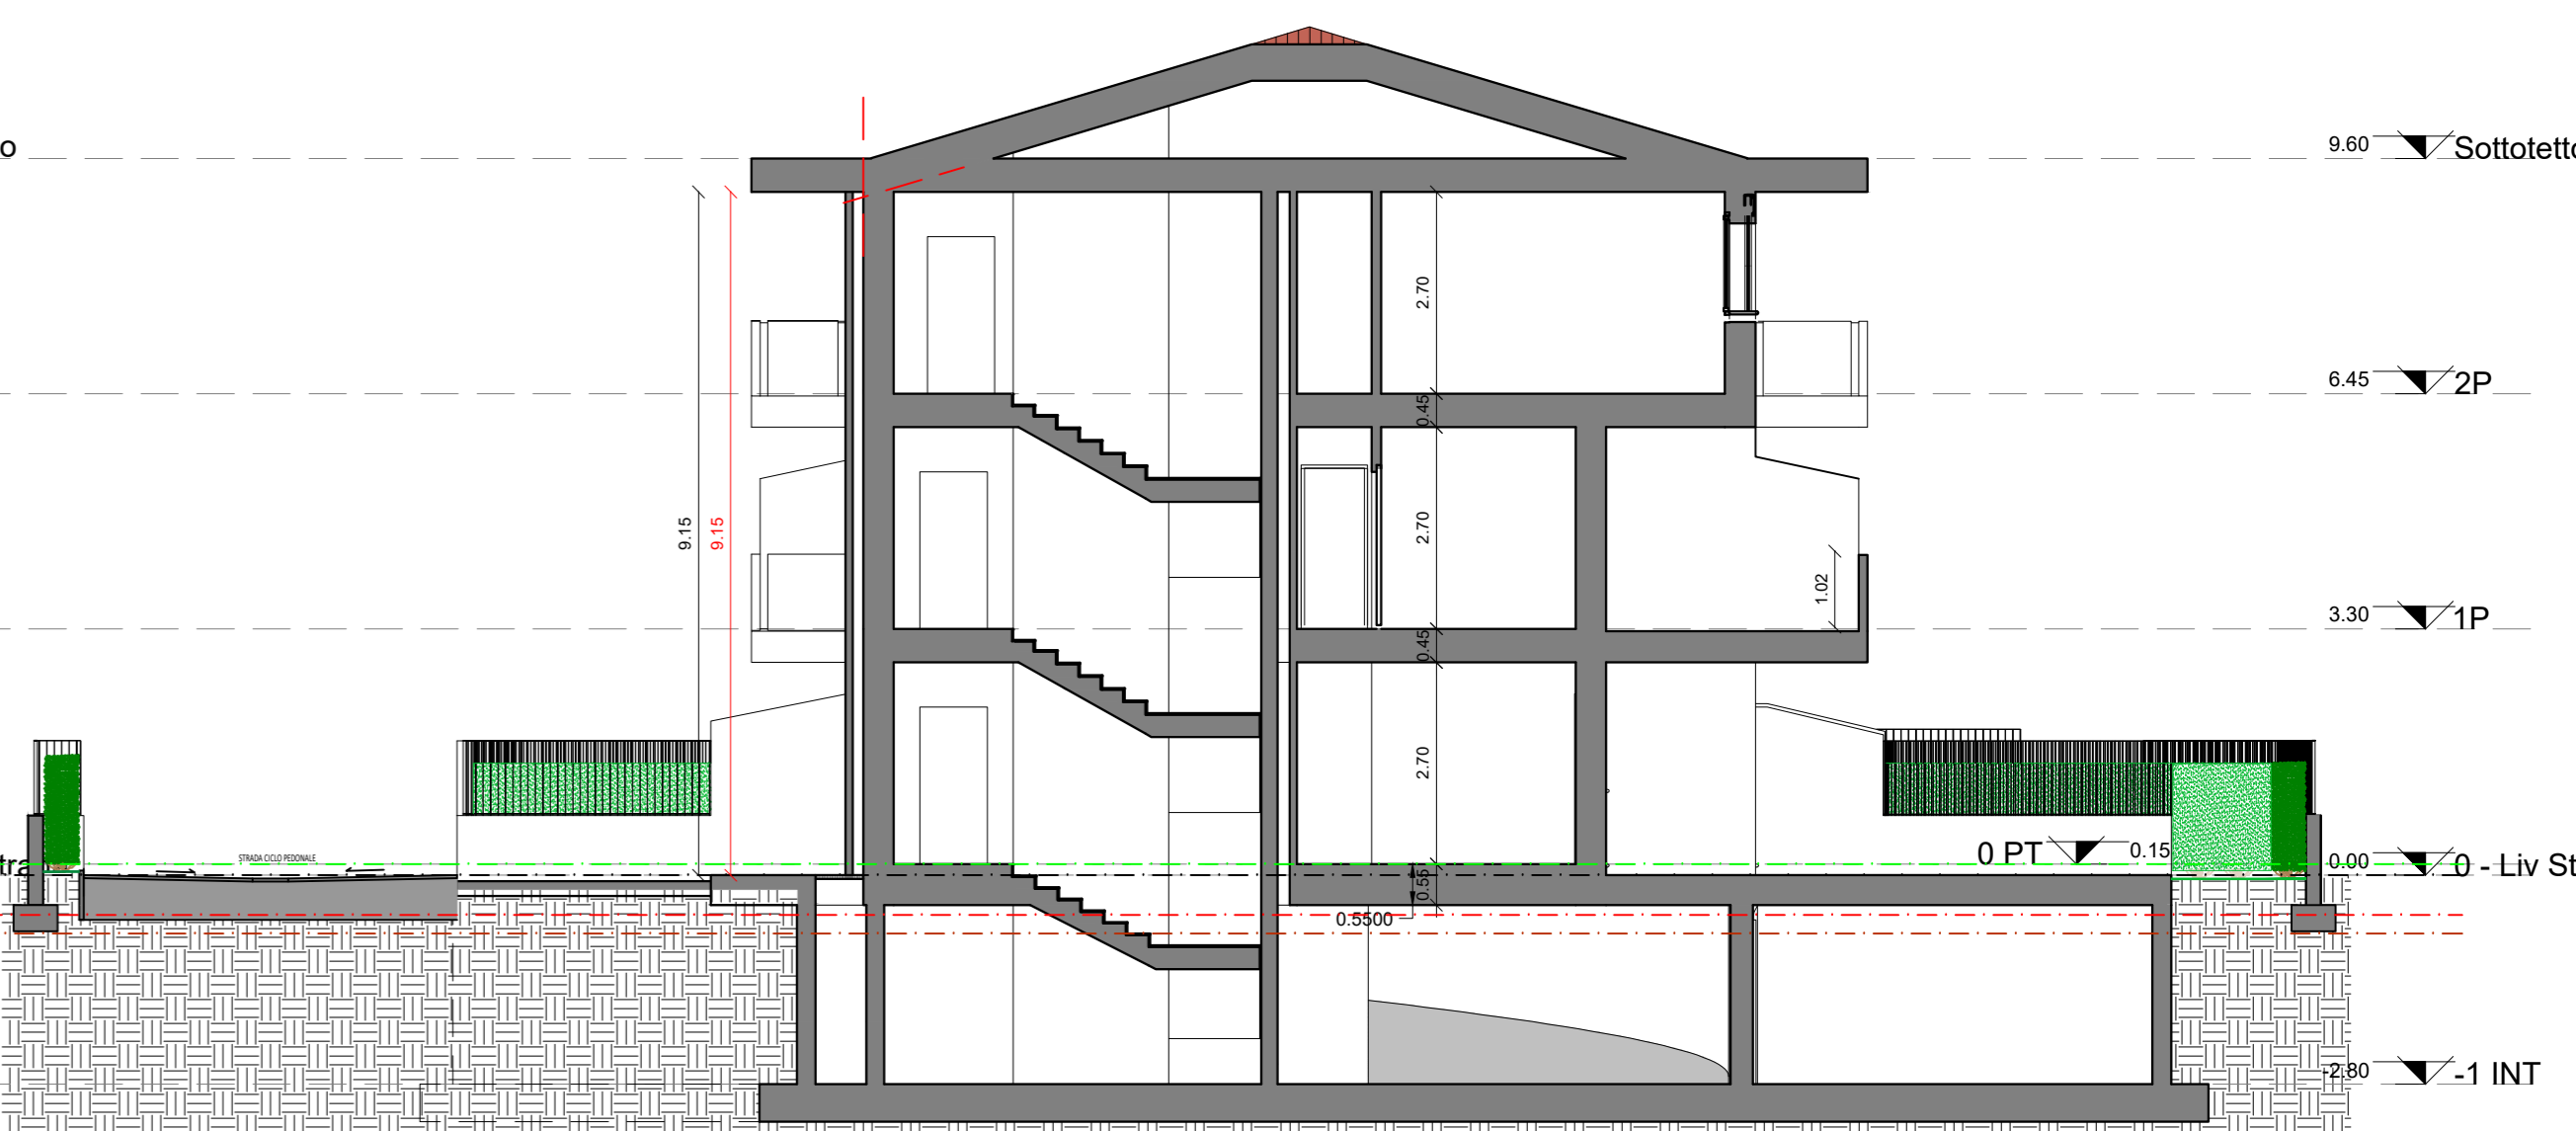 o
9.60
Sottotetto
2.70
6.45
2P
0.45
9.15
9.15
2.70
1.02
3.30
1P
0.45
2.70
STRADA CICLO PEDONALE
tra
0 PT
0.15
0.00
0 - Liv St
0.55
0.5500
-2.80
-1 INT